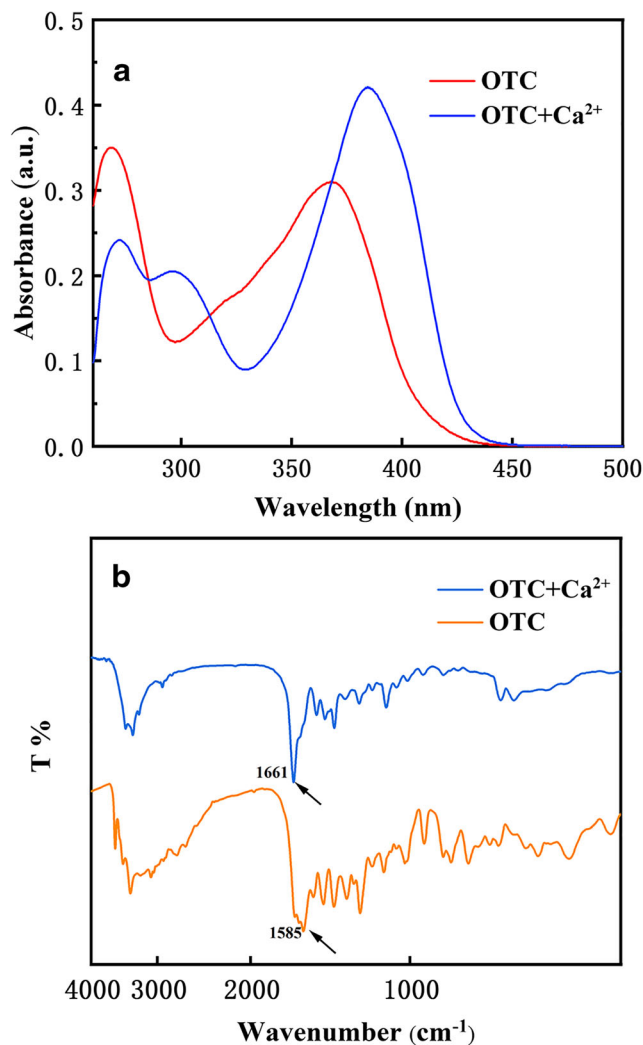 a
OTC
OTC+Ca²⁺
0.5
0.4
0.3
0.2
0.1
0.0
Absorbance (a.u.)
300 350 400 450 500
Wavelength (nm)
b
OTC+Ca²⁺
OTC
1661
1585
T %
4000 3000 2000 1000
Wavenumber (cm⁻¹)